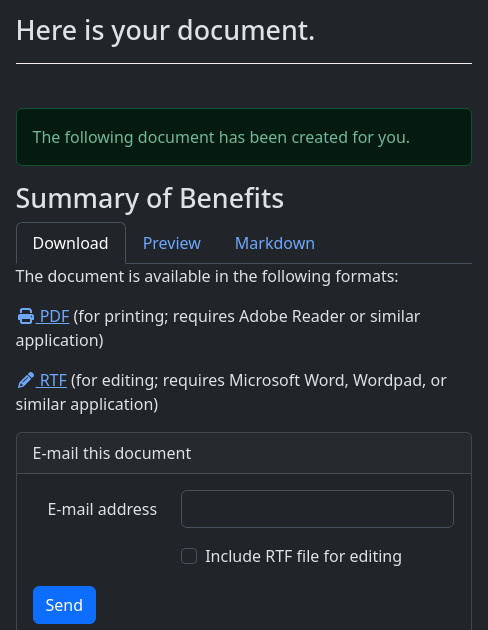 Here is your document.
The following document has been created for you.
Summary of Benefits
Download Preview Markdown
The document is available in the following formats:
PDF (for printing; requires Adobe Reader or similar
application)
RTF (for editing; requires Microsoft Word, Wordpad, or
similar application)
E-mail this document
E-mail address
Include RTF file for editing
Send